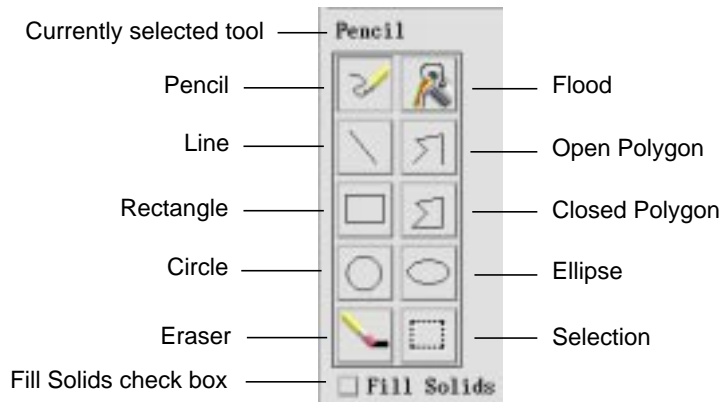 Currently selected tool
Pencil
Pencil
Flood
Line
Open Polygon
Rectangle
Closed Polygon
Circle
Ellipse
Eraser
Selection
Fill Solids check box
Fill Solids